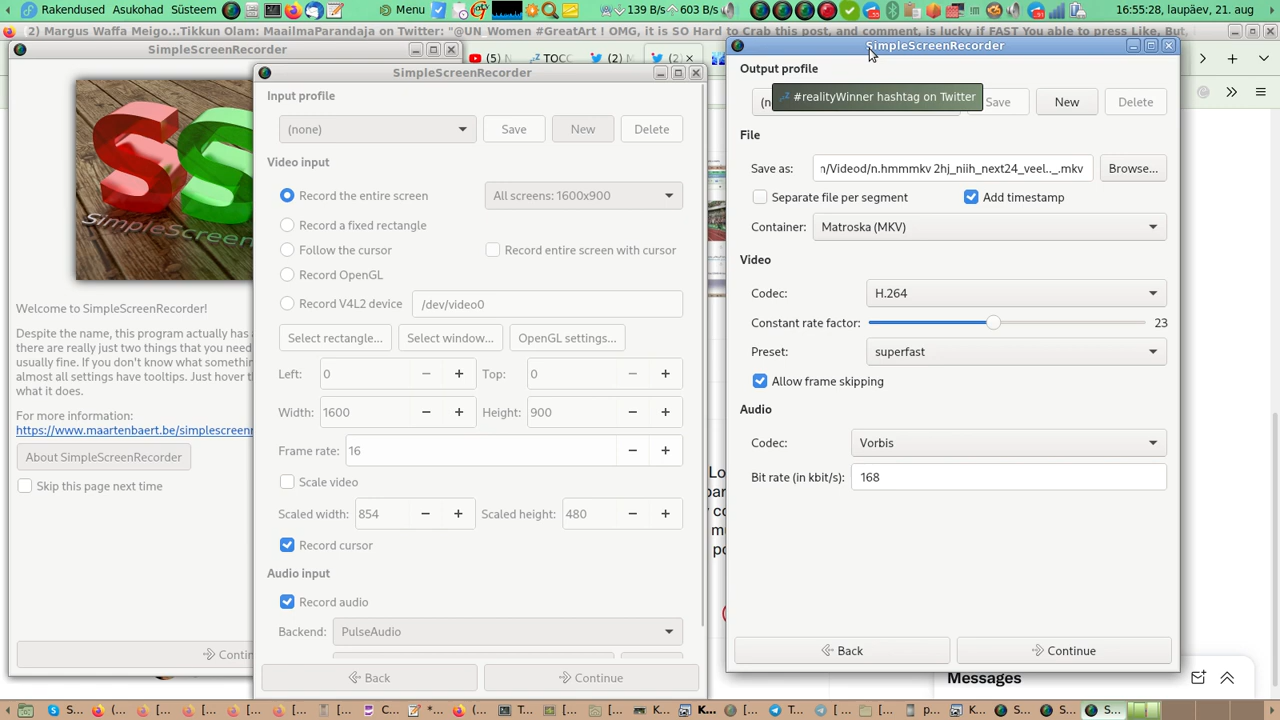 Rakendused Asukohad Süsteem
Menu
139 B/s 603 B/s
16:55:28, laupäev, 21. aug
2) Margus Waffa Meigo.:.Tikkun Olam: MaailmaParandaja on Twitter: "@UN_Women #GreatArt ! OMG, it is SO Hard to Crab this post, and comment, is lucky if FAST You able to press Like, But,
(5) N
TOCC
(2)
(2)
SimpleScreenRecorder
SimpleScreen
Welcome to SimpleScreenRecorder!
Despite the name, this program actually has a
there are really just two things that you need
usually fine. If you don't know what somethin
almost all settings have tooltips. Just hover t
what it does.
For more information:
https://www.maartenbaert.be/simplescreenr
About SimpleScreenRecorder
Skip this page next time
Contin
SimpleScreenRecorder
Input profile
(none)
Save
New
Delete
Video input
Record the entire screen
All screens: 1600x900
Record a fixed rectangle
Follow the cursor
Record entire screen with cursor
Record OpenGL
Record V4L2 device
/dev/video0
Select rectangle...
Select window...
OpenGL settings...
Left: 0
Top: 0
Width: 1600
Height: 900
Frame rate: 16
Scale video
Scaled width: 854
Scaled height: 480
Record cursor
Audio input
Record audio
Backend: PulseAudio
Back
Continue
SimpleScreenRecorder
Output profile
(n
#realityWinner hashtag on Twitter
Save
New
Delete
File
Save as: n/Videod/n.hmmmkv 2hj_niih_next24_veel.._.mkv
Browse...
Separate file per segment
Add timestamp
Container: Matroska (MKV)
Video
Codec: H.264
Constant rate factor: 23
Preset: superfast
Allow frame skipping
Audio
Codec: Vorbis
Bit rate (in kbit/s): 168
Back
Continue
Lo
par
y co
mu
po
Messages